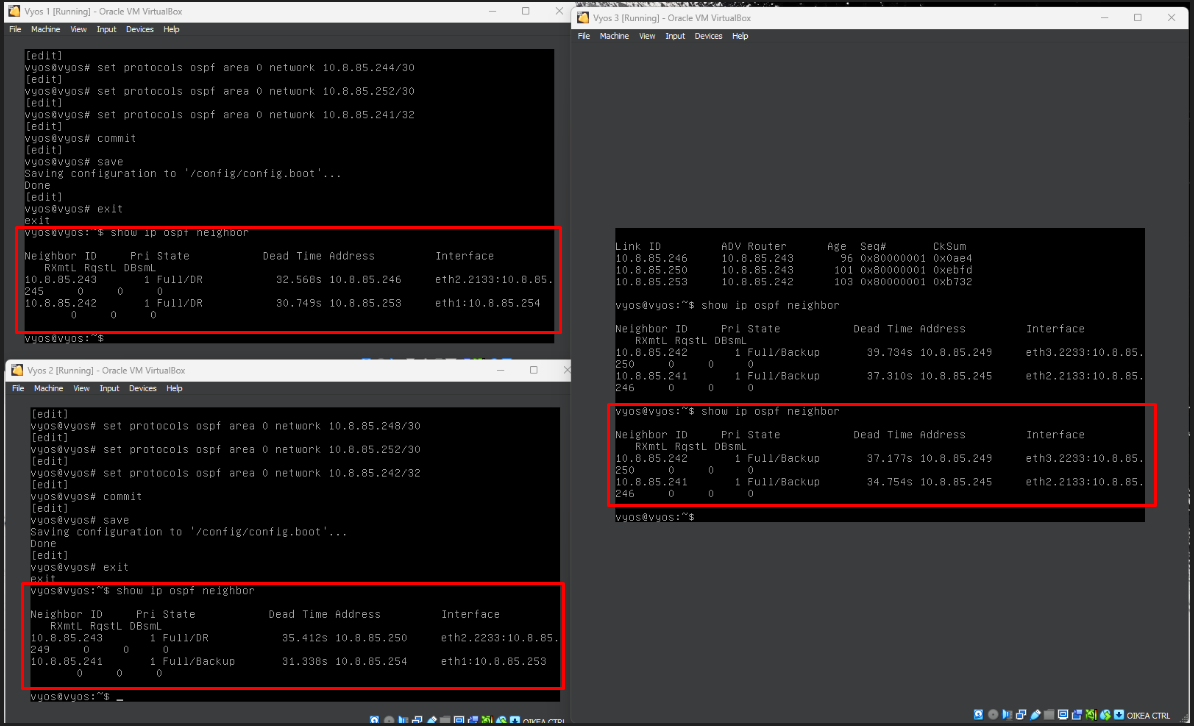 Vyos 1 [Running] - Oracle VM VirtualBox
File Machine View Input Devices Help
[edit]
vyos@vyos# set protocols ospf area 0 network 10.8.85.244/30
[edit]
vyos@vyos# set protocols ospf area 0 network 10.8.85.252/30
[edit]
vyos@vyos# set protocols ospf area 0 network 10.8.85.241/32
[edit]
vyos@vyos# commit
[edit]
vyos@vyos# save
Saving configuration to '/config/config.boot'...
Done
[edit]
vyos@vyos# exit
exit
vyos@vyos:~$ show ip ospf neighbor
Neighbor ID Pri State Dead Time Address Interface
RXmtL RqstL DBsmL
10.8.85.243 1 Full/DR 32.568s 10.8.85.246 eth2.2133:10.8.85.
245 0 0 0
10.8.85.242 1 Full/DR 30.749s 10.8.85.253 eth1:10.8.85.254
0 0 0
vyos@vyos:~$
Vyos 2 [Running] - Oracle VM VirtualBox
File Machine View Input Devices Help
[edit]
vyos@vyos# set protocols ospf area 0 network 10.8.85.248/30
[edit]
vyos@vyos# set protocols ospf area 0 network 10.8.85.252/30
[edit]
vyos@vyos# set protocols ospf area 0 network 10.8.85.242/32
[edit]
vyos@vyos# commit
[edit]
vyos@vyos# save
Saving configuration to '/config/config.boot'...
Done
[edit]
vyos@vyos# exit
exit
vyos@vyos:~$ show ip ospf neighbor
Neighbor ID Pri State Dead Time Address Interface
RXmtL RqstL DBsmL
10.8.85.243 1 Full/DR 35.412s 10.8.85.250 eth2.2233:10.8.85.
249 0 0 0
10.8.85.241 1 Full/Backup 31.338s 10.8.85.254 eth1:10.8.85.253
0 0 0
vyos@vyos:~$ _
OIKEA CTRL
Vyos 3 [Running] - Oracle VM VirtualBox
File Machine View Input Devices Help
Link ID ADV Router Age Seq# CkSum
10.8.85.246 10.8.85.243 96 0x80000001 0x0ae4
10.8.85.250 10.8.85.243 101 0x80000001 0xebfd
10.8.85.253 10.8.85.242 103 0x80000001 0xb732
vyos@vyos:~$ show ip ospf neighbor
Neighbor ID Pri State Dead Time Address Interface
RXmtL RqstL DBsmL
10.8.85.242 1 Full/Backup 39.734s 10.8.85.249 eth3.2233:10.8.85.
250 0 0 0
10.8.85.241 1 Full/Backup 37.310s 10.8.85.245 eth2.2133:10.8.85.
246 0 0 0
vyos@vyos:~$ show ip ospf neighbor
Neighbor ID Pri State Dead Time Address Interface
RXmtL RqstL DBsmL
10.8.85.242 1 Full/Backup 37.177s 10.8.85.249 eth3.2233:10.8.85.
250 0 0 0
10.8.85.241 1 Full/Backup 34.754s 10.8.85.245 eth2.2133:10.8.85.
246 0 0 0
vyos@vyos:~$
OIKEA CTRL